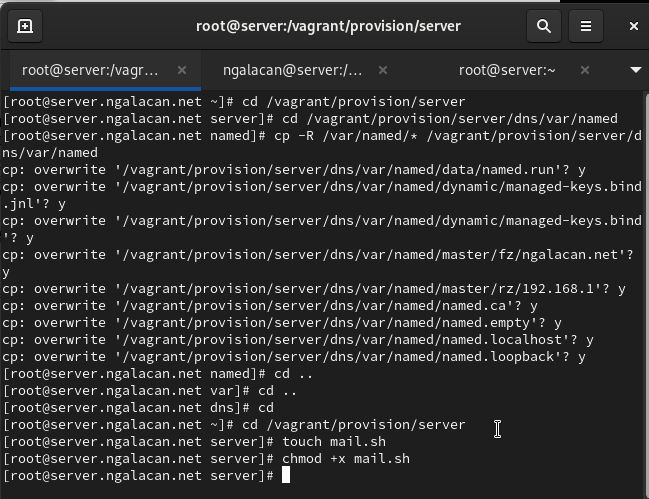 root@server:/vagrant/provision/server
root@server:/vagr...
ngalacan@server:/...
root@server:~
[root@server.ngalacan.net ~]# cd /vagrant/provision/server
[root@server.ngalacan.net server]# cd /vagrant/provision/server/dns/var/named
[root@server.ngalacan.net named]# cp -R /var/named/* /vagrant/provision/server/d
ns/var/named
cp: overwrite '/vagrant/provision/server/dns/var/named/data/named.run'? y
cp: overwrite '/vagrant/provision/server/dns/var/named/dynamic/managed-keys.bind
.jnl'? y
cp: overwrite '/vagrant/provision/server/dns/var/named/dynamic/managed-keys.bind
'? y
cp: overwrite '/vagrant/provision/server/dns/var/named/master/fz/ngalacan.net'?
y
cp: overwrite '/vagrant/provision/server/dns/var/named/master/rz/192.168.1'? y
cp: overwrite '/vagrant/provision/server/dns/var/named/named.ca'? y
cp: overwrite '/vagrant/provision/server/dns/var/named/named.empty'? y
cp: overwrite '/vagrant/provision/server/dns/var/named/named.localhost'? y
cp: overwrite '/vagrant/provision/server/dns/var/named/named.loopback'? y
[root@server.ngalacan.net named]# cd ..
[root@server.ngalacan.net var]# cd ..
[root@server.ngalacan.net dns]# cd
[root@server.ngalacan.net ~]# cd /vagrant/provision/server
[root@server.ngalacan.net server]# touch mail.sh
[root@server.ngalacan.net server]# chmod +x mail.sh
[root@server.ngalacan.net server]#